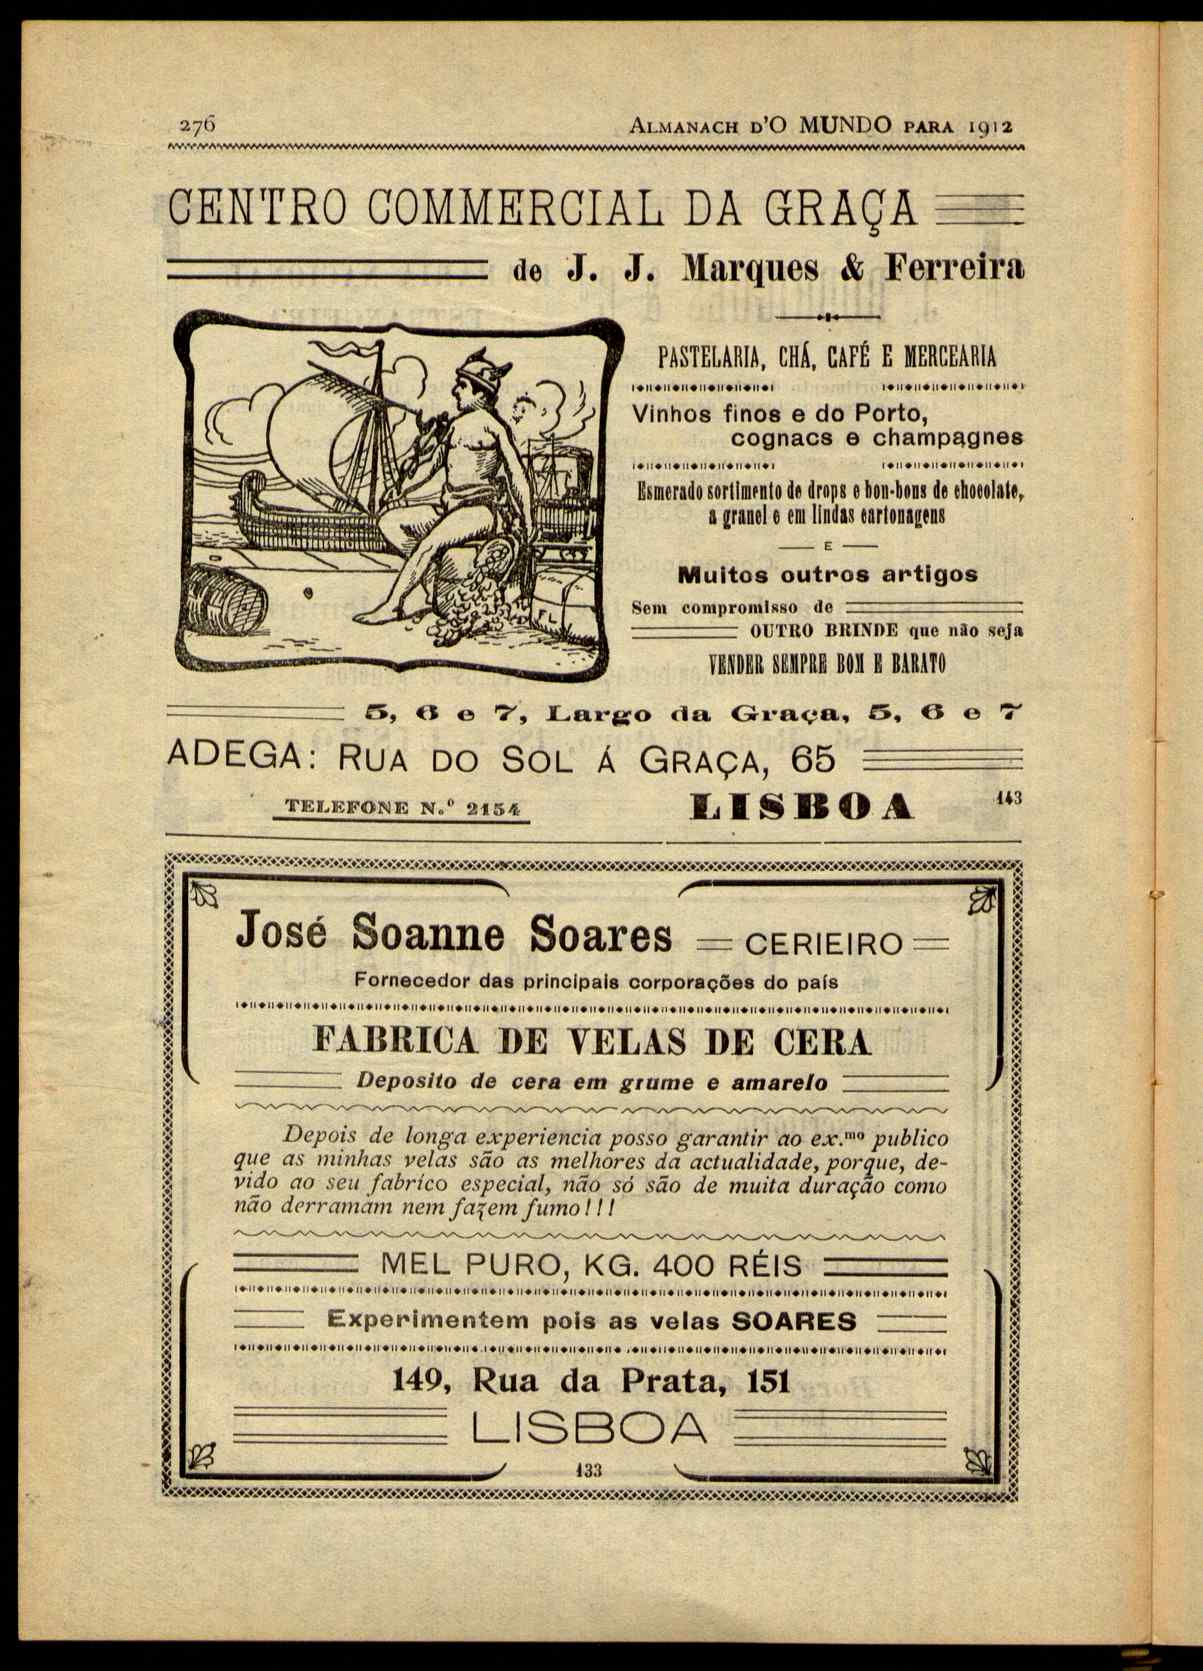 276
ALMANACH D'O MUNDO PARA 1912
CENTRO COMMERCIAL DA GRAÇA
de J. J. Marques & Ferreira
PASTELARIA, CHÁ, CAFÉ E MERCEARIA
Vinhos finos e do Porto,
cognacs e champagnes
Esmerado sortimento de drops e bon-bons de chocolate,
a granel e em lindas cartonagens
E
Muitos outros artigos
Sem compromisso de
OUTRO BRINDE que não seja
VENDER SEMPRE BOM E BARATO
5, 6 e 7, Largo da Graça, 5, 6 e 7
ADEGA: RUA DO SOL Á GRAÇA, 65
TELEFONE N.º 2154
LISBOA
143
José Soanne Soares CERIEIRO
Fornecedor das principais corporações do país
FABRICA DE VELAS DE CERA
Deposito de cera em grume e amarelo
Depois de longa experiencia posso garantir ao ex.mo publico
que as minhas velas são as melhores da actualidade, porque, de-
vido ao seu fabríco especial, não só são de muita duração como
não derramam nem fazem fumo!!!
MEL PURO, KG. 400 RÉIS
Experimentem pois as velas SOARES
149, Rua da Prata, 151
LISBOA
133